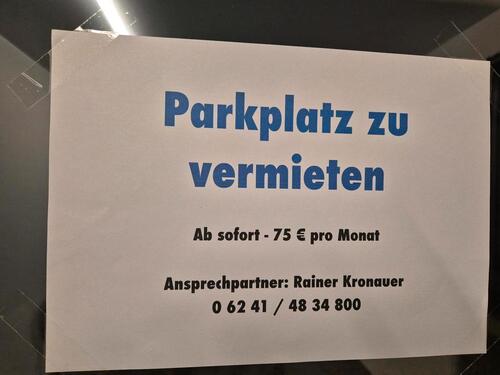 Parkplatz zu
vermieten
Ab sofort - 75 € pro Monat
Ansprechpartner: Rainer Kronauer
0 62 41 / 48 34 800